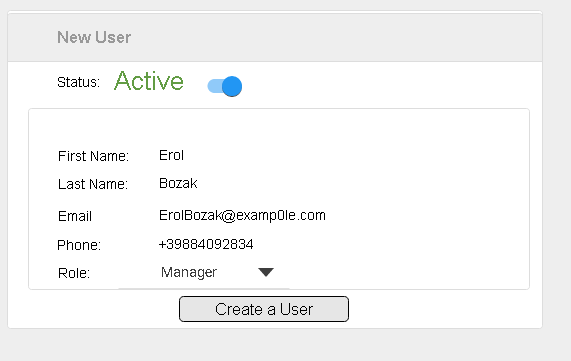 New User
Status: Active
First Name: Erol
Last Name: Bozak
Email ErolBozak@examp0le.com
Phone: +39884092834
Role: Manager
Create a User